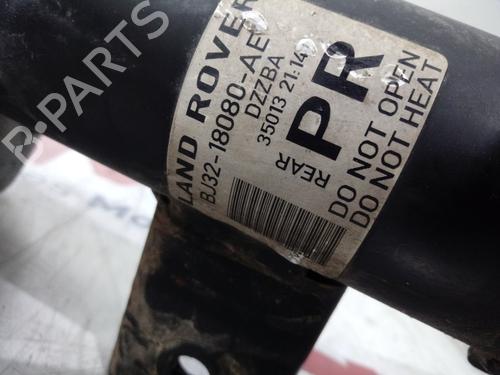 B-PARTS
LAND ROVER
BJ32-18080-AE
DZZBA
35013 21:14
REAR
PR
DO NOT OPEN
DO NOT HEAT